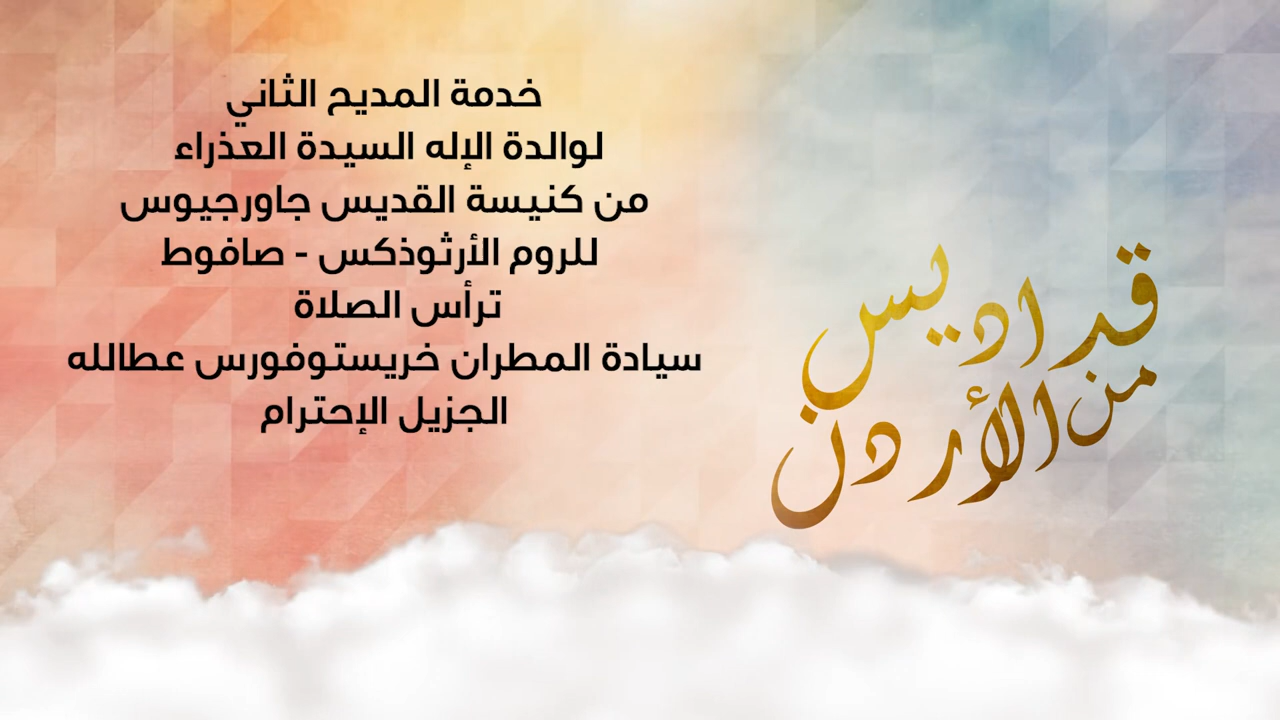 خدمة المديح الثاني
لوالدة الإله السيدة العذراء
من كنيسة القديس جاورجيوس
للروم الأرثوذكس - صافوط
ترأس الصلاة
سيادة المطران خريستوفورس عطالله
الجزيل الإحترام
قداديس
من الأردن